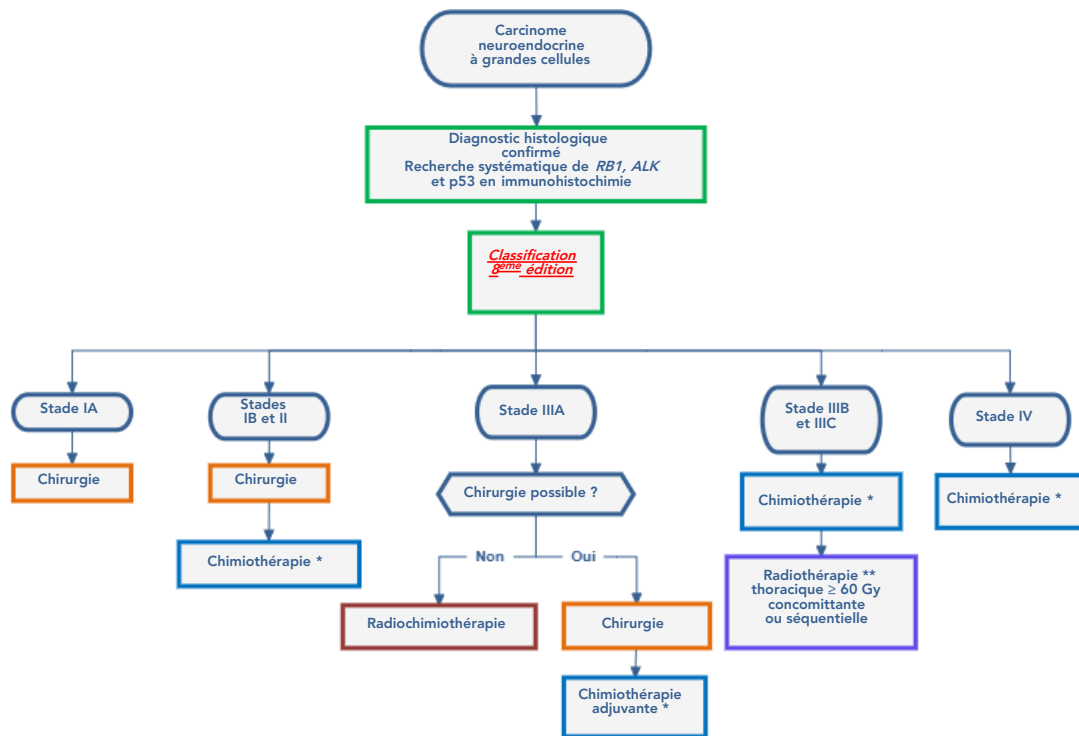 Carcinome
neuroendocrine
à grandes cellules
Diagnostic histologique
confirmé
Recherche systématique de RB1, ALK
et p53 en immunohistochimie
Classification
8ème édition
Stade IA
Chirurgie
Stades
IB et II
Chirurgie
Chimiothérapie *
Stade IIIA
Chirurgie possible ?
Non
Oui
Radiochimiothérapie
Chirurgie
Chimiothérapie
adjuvante *
Stade IIIB
et IIIC
Chimiothérapie *
Radiothérapie **
thoracique ≥ 60 Gy
concomittante
ou séquentielle
Stade IV
Chimiothérapie *